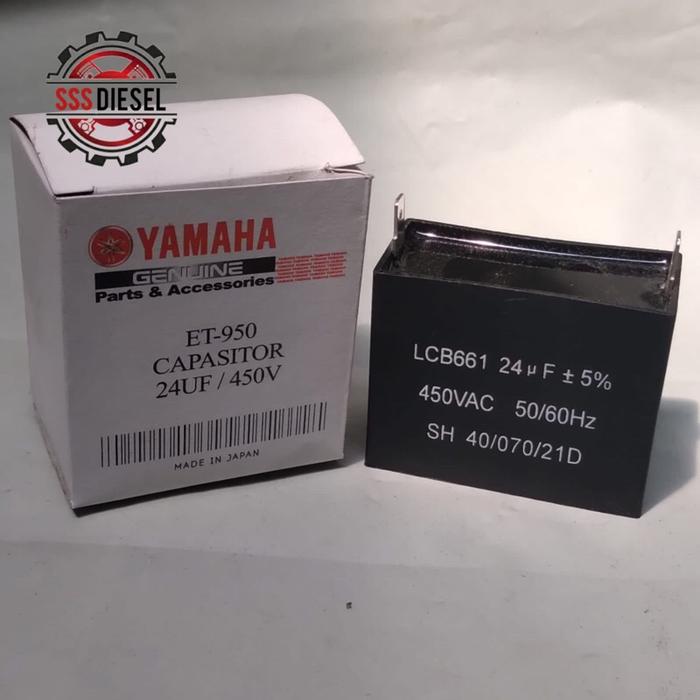 SSS DIESEL
YAMAHA
GENUINE
Parts & Accessories
ET-950
CAPASITOR
24UF / 450V
MADE IN JAPAN
LCB661 24μF ± 5%
450VAC 50/60Hz
SH 40/070/21D